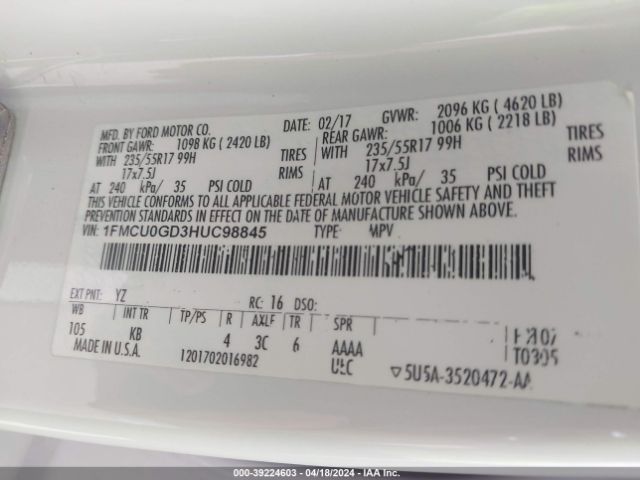 MFD. BY FORD MOTOR CO.
DATE: 02/17 GVWR: 2096 KG ( 4620 LB)
FRONT GAWR: 1098 KG ( 2420 LB)
REAR GAWR: 1006 KG ( 2218 LB)
WITH 235/55R17 99H TIRES
WITH 235/55R17 99H TIRES
17x7.5J RIMS
17x7.5J RIMS
AT 240 kPa/ 35 PSI COLD
AT 240 kPa/ 35 PSI COLD
THIS VEHICLE CONFORMS TO ALL APPLICABLE FEDERAL MOTOR VEHICLE SAFETY AND THEFT
PREVENTION STANDARDS IN EFFECT ON THE DATE OF MANUFACTURE SHOWN ABOVE.
VIN: 1FMCU0GD3HUC98845 TYPE: MPV
EXT PNT: YZ RC: 16 DSO:
WB INT TR TP/PS R AXLE TR SPR
105 KB 4 3C 6 AAAA
MADE IN U.S.A. 1201702016982
▽5U5A-3520472-AA
000-39224603 - 04/18/2024 - IAA Inc.